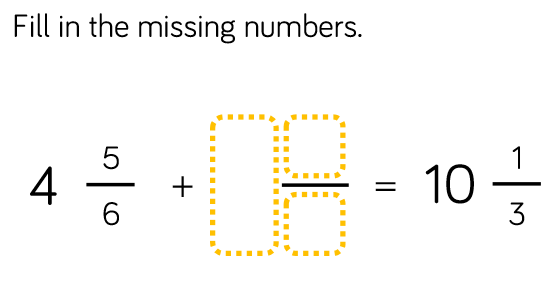 Fill in the missing numbers.
4 5/6 + = 10 1/3